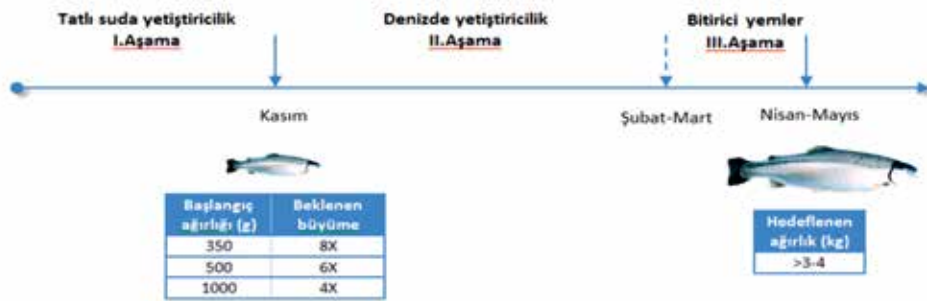 Tatlı suda yetiştiricilik
I.Aşama
Denizde yetiştiricilik
II.Aşama
Bitirici yemler
III.Aşama
Kasım
Şubat-Mart
Nisan-Mayıs
Başlangıç ağırlığı (g)
Beklenen büyüme
350
8X
500
6X
1000
4X
Hedeflenen
ağırlık (kg)
>3-4